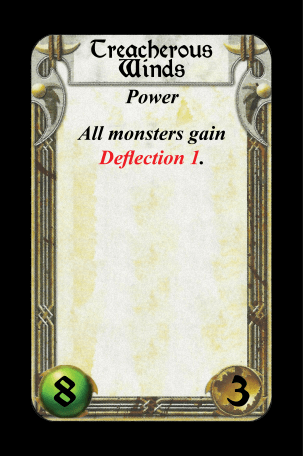 Treacherous
Winds
Power
All monsters gain
Deflection 1.
8
3